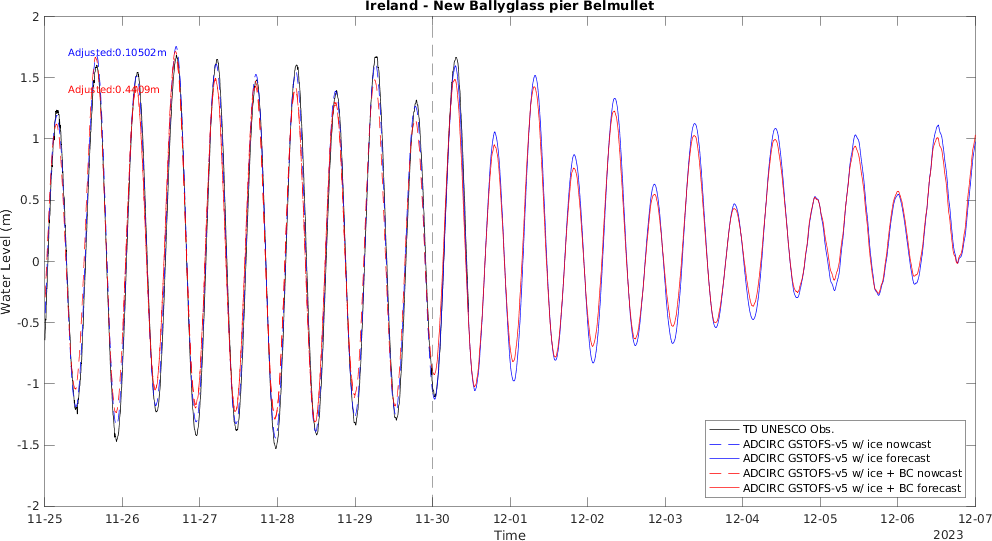 Ireland - New Ballyglass pier Belmullet
Water Level (m)
2
1.5
1
0.5
0
-0.5
-1
-1.5
-2
Adjusted:0.10502m
Adjusted:0.4409m
TD UNESCO Obs.
ADCIRC GSTOFS-v5 w/ ice nowcast
ADCIRC GSTOFS-v5 w/ ice forecast
ADCIRC GSTOFS-v5 w/ ice + BC nowcast
ADCIRC GSTOFS-v5 w/ ice + BC forecast
11-25 11-26 11-27 11-28 11-29 11-30 12-01 12-02 12-03 12-04 12-05 12-06 12-07
Time
2023